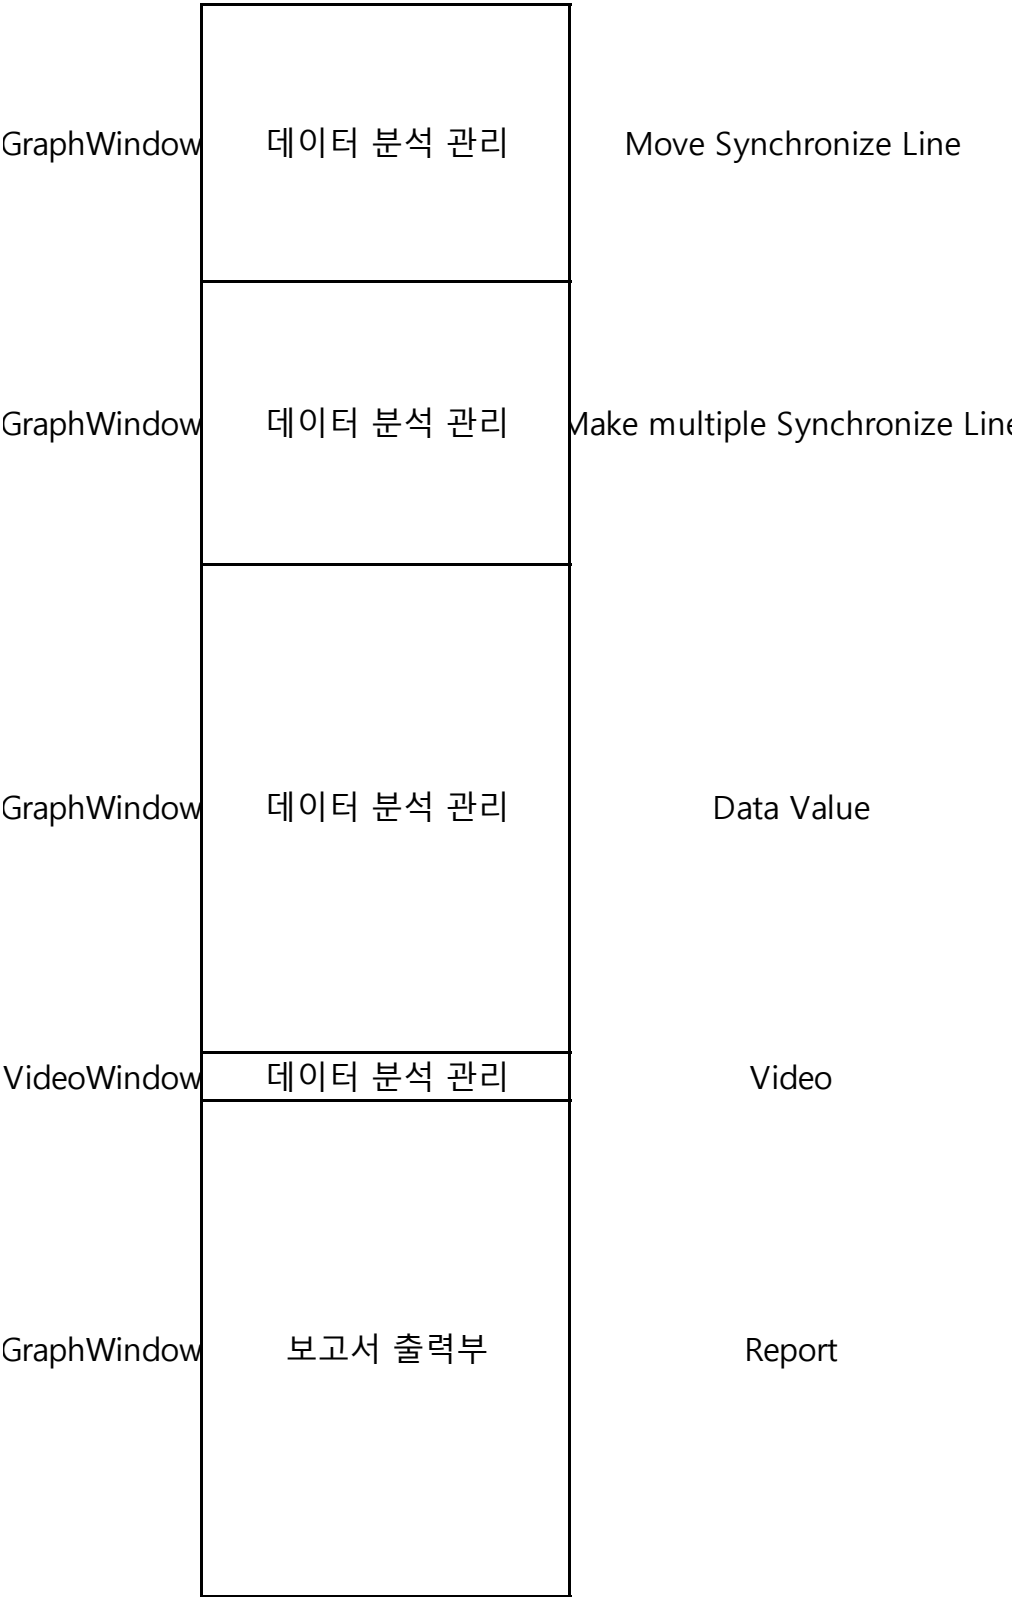 GraphWindow 데이터 분석 관리 Move Synchronize Line
GraphWindow 데이터 분석 관리 Make multiple Synchronize Line
GraphWindow 데이터 분석 관리 Data Value
VideoWindow 데이터 분석 관리 Video
GraphWindow 보고서 출력부 Report